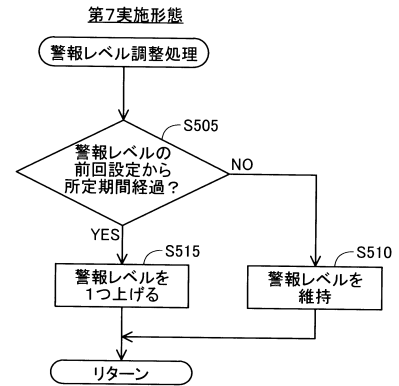 第7実施形態
警報レベル調整処理
S505
警報レベルの
前回設定から
所定期間経過？
NO
YES
S515
警報レベルを
1つ上げる
S510
警報レベルを
維持
リターン